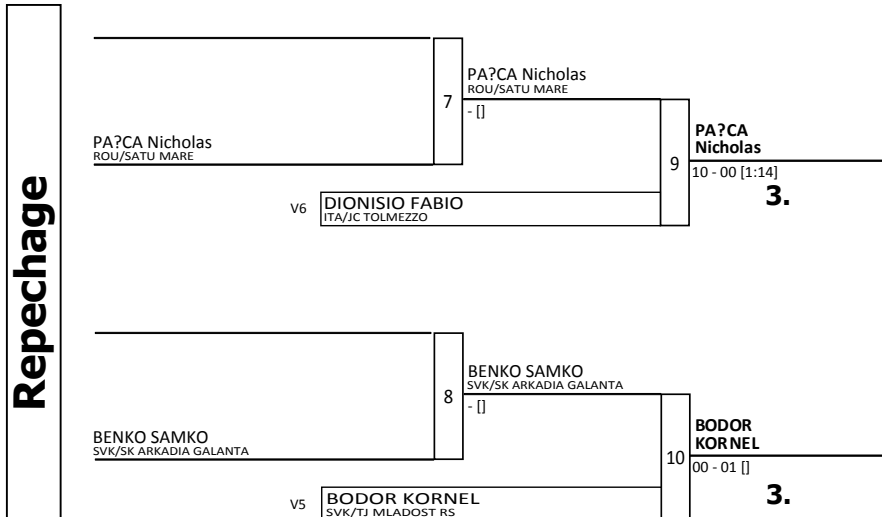 Repechage
PA?CA Nicholas
ROU/SATU MARE
7
PA?CA Nicholas
ROU/SATU MARE
- []
V6
DIONISIO FABIO
ITA/JC TOLMEZZO
9
PA?CA
Nicholas
10 - 00 [1:14]
3.
BENKO SAMKO
SVK/SK ARKADIA GALANTA
8
BENKO SAMKO
SVK/SK ARKADIA GALANTA
- []
V5
BODOR KORNEL
SVK/TJ MLADOST RS
10
BODOR
KORNEL
00 - 01 []
3.